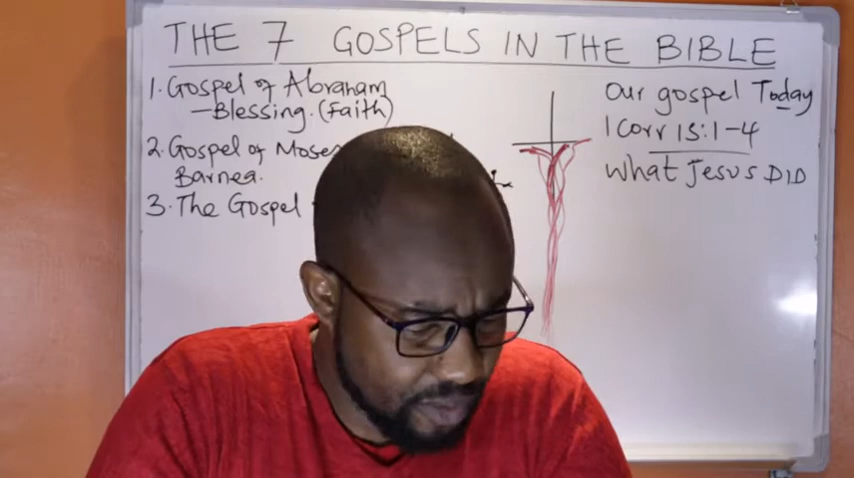 THE 7 GOSPELS IN THE BIBLE
1. Gospel of Abraham
– Blessing. (Faith)
2. Gospel of Moses
Barnea.
3. The Gospel
Our gospel Today
1 Corr 15:1-4
What Jesus DID